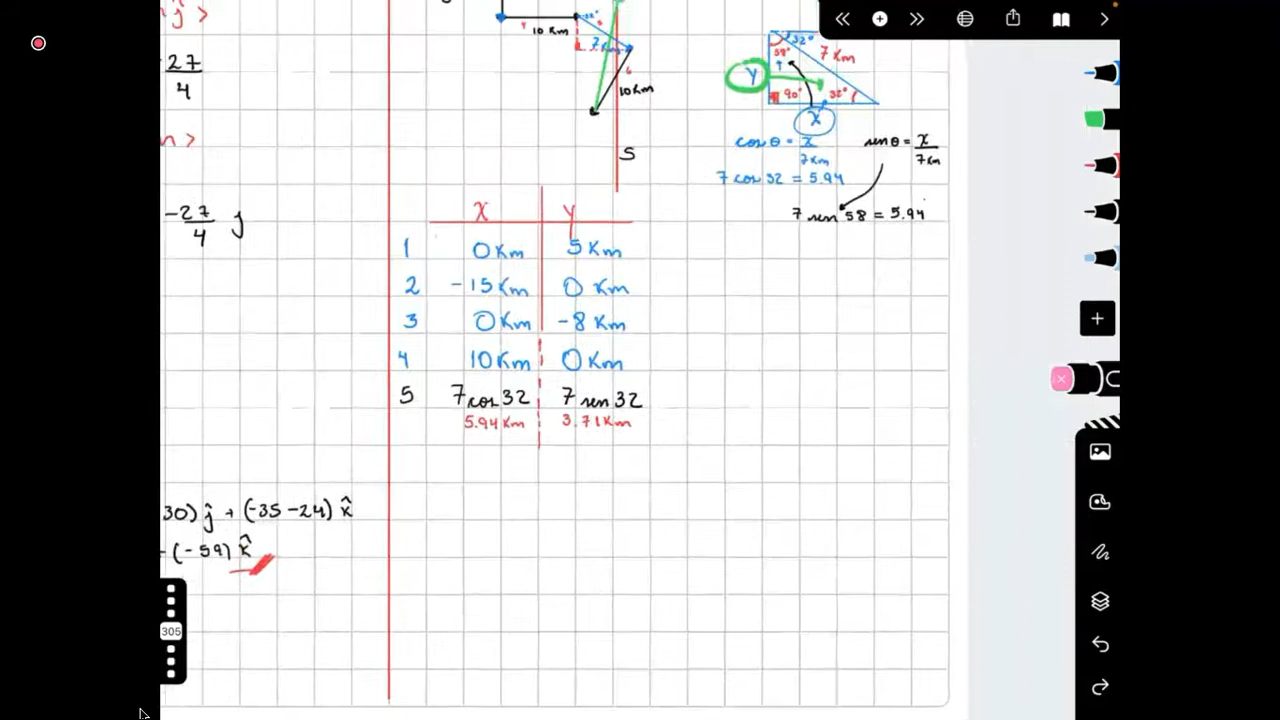 ĵ >
-27
4
n >
-27
4
j
30) ĵ + (-35 -24) k̂
- (-59) k̂
305
10 Km
7 Km
10 Km
S
32°
58°
7 Km
Y
90°
32°
X
cos θ = X
7Km
7 cos 32 = 5.94
sen θ = X
7Km
7 sen 58 = 5.94
X Y
1 0 Km 5 Km
2 -15 Km 0 Km
3 0 Km -8 Km
4 10 Km 0 Km
5 7 cos 32 7 sen 32
5.94 Km 3.71 Km